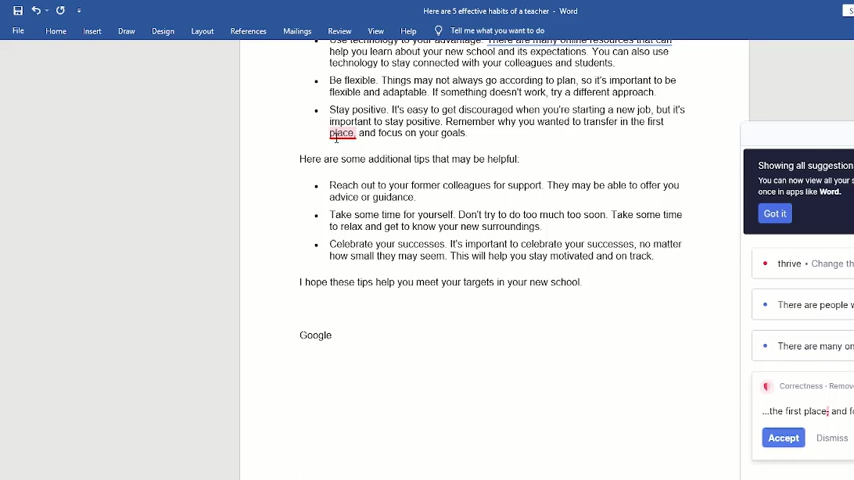 Here are 5 effective habits of a teacher - Word
File Home Insert Draw Design Layout References Mailings Review View Help Tell me what you want to do
Use technology to your advantage. There are many online resources that can
help you learn about your new school and its expectations. You can also use
technology to stay connected with your colleagues and students.
Be flexible. Things may not always go according to plan, so it's important to be
flexible and adaptable. If something doesn't work, try a different approach.
Stay positive. It's easy to get discouraged when you're starting a new job, but it's
important to stay positive. Remember why you wanted to transfer in the first
place, and focus on your goals.
Here are some additional tips that may be helpful:
Reach out to your former colleagues for support. They may be able to offer you
advice or guidance.
Take some time for yourself. Don't try to do too much too soon. Take some time
to relax and get to know your new surroundings.
Celebrate your successes. It's important to celebrate your successes, no matter
how small they may seem. This will help you stay motivated and on track.
I hope these tips help you meet your targets in your new school.
Google
Showing all suggestion
You can now view all your s
once in apps like Word.
Got it
thrive • Change th
There are people w
There are many on
Correctness · Remov
...the first place, and fo
Accept Dismiss